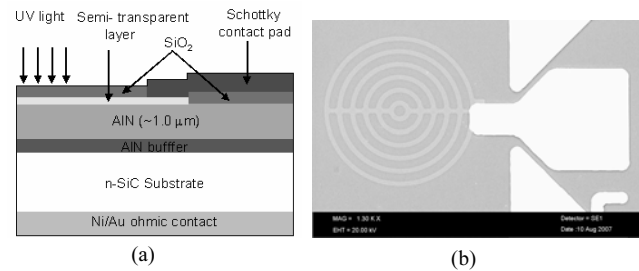 UV light
Semi- transparent
layer
SiO2
Schottky
contact pad
AlN (~1.0 μm)
AlN bufffer
n-SiC Substrate
Ni/Au ohmic contact
(a)
MAG = 1.30 K X
EHT = 20.00 kV
Detector = SE1
Date :10 Aug 2007
(b)